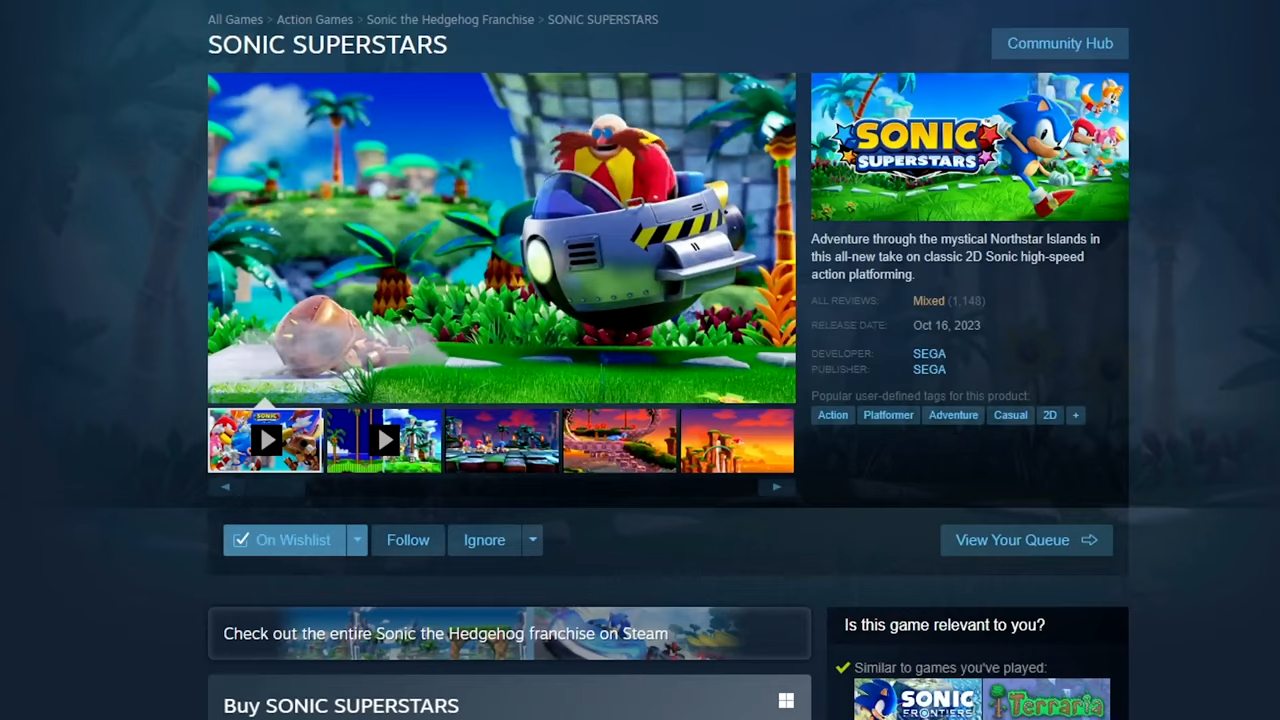 All Games > Action Games > Sonic the Hedgehog Franchise > SONIC SUPERSTARS
SONIC SUPERSTARS
Community Hub
SONIC
SUPERSTARS
Adventure through the mystical Northstar Islands in
this all-new take on classic 2D Sonic high-speed
action platforming.
ALL REVIEWS: Mixed (1,148)
RELEASE DATE: Oct 16, 2023
DEVELOPER: SEGA
PUBLISHER: SEGA
Popular user-defined tags for this product:
Action Platformer Adventure Casual 2D +
SONIC
On Wishlist Follow Ignore View Your Queue
Check out the entire Sonic the Hedgehog franchise on Steam
Is this game relevant to you?
Similar to games you've played:
Buy SONIC SUPERSTARS
SONIC
FRONTIERS
Terraria